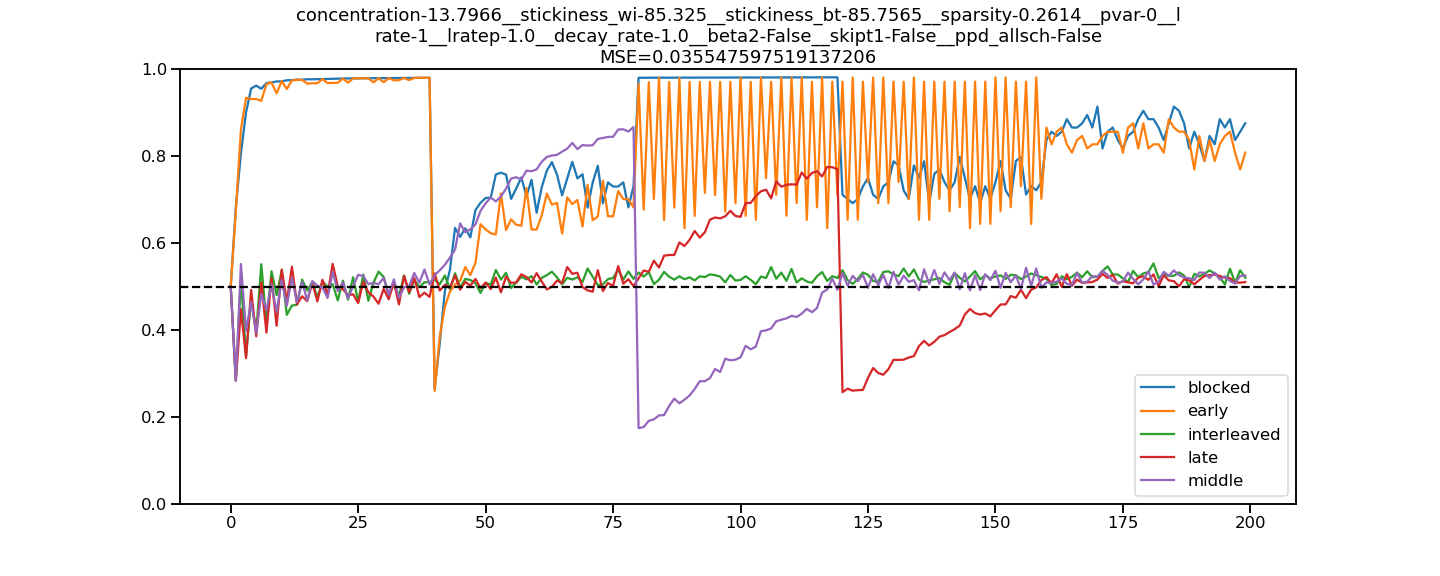 concentration-13.7966__stickiness_wi-85.325__stickiness_bt-85.7565__sparsity-0.2614__pvar-0__l
rate-1__lratep-1.0__decay_rate-1.0__beta2-False__skipt1-False__ppd_allsch-False
MSE=0.035547597519137206
1.0
0.8
0.6
0.4
0.2
0.0
0 25 50 75 100 125 150 175 200
blocked
early
interleaved
late
middle